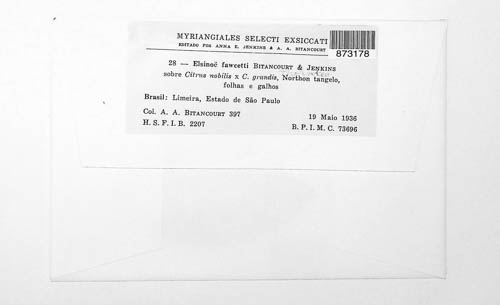 MYRIANGIALES SELECTI EXSICCATI
EDITADO POR ANNA E. JENKINS & A. A. BITANCOURT
873178
28 — Elsinoë fawcetti BITANCOURT & JENKINS
sobre Citrus nobilis x C. grandis, Northon tangelo,
folhas e galhos
Brasil: Limeira, Estado de São Paulo
Col. A. A. BITANCOURT 397
19 Maio 1936
H. S. F. I. B. 2207
B. P. I. M. C. 73696